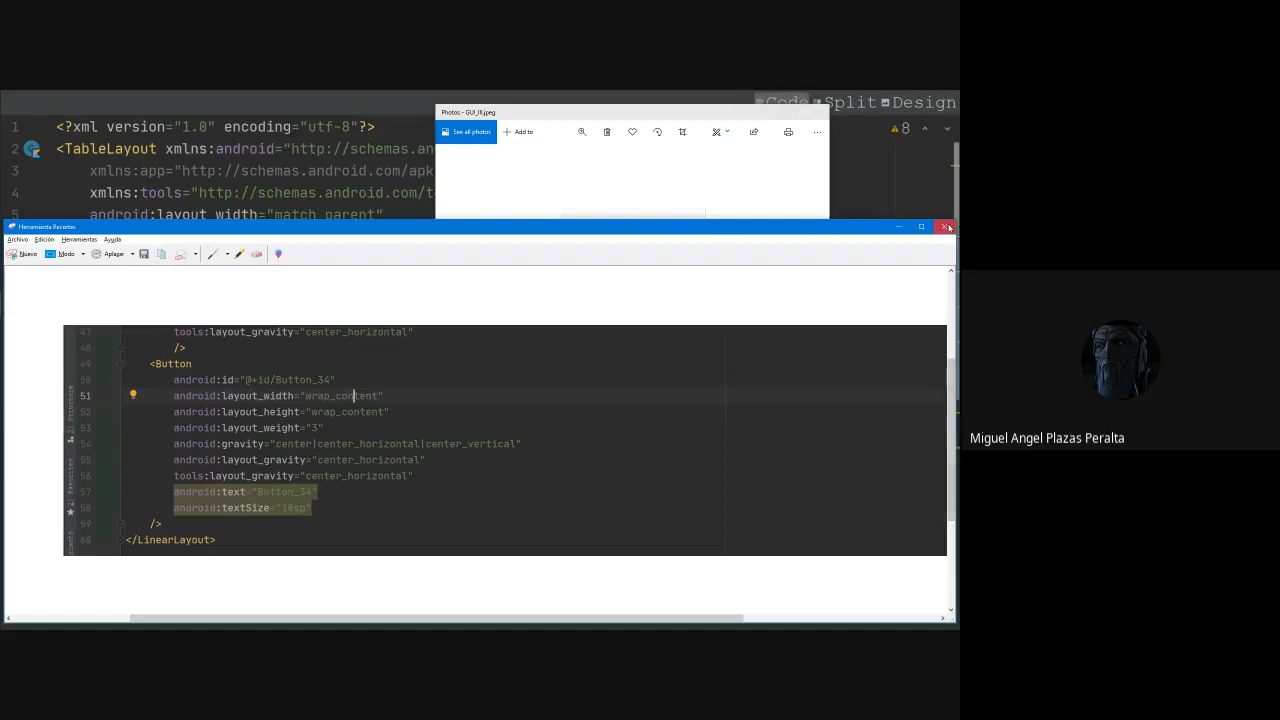 Code Split Design
1 <?xml version="1.0" encoding="utf-8"?>
2 <TableLayout xmlns:android="http://schemas.an
3 xmlns:app="http://schemas.android.com/apk
4 xmlns:tools="http://schemas.android.com/t
5 android:layout_width="match_parent"
8
Photos - GUI_III.jpeg
See all photos Add to
Herramienta Recortes
Archivo Edición Herramientas Ayuda
Nuevo Modo Aplazar
47 tools:layout_gravity="center_horizontal"
48 />
49 <Button
50 android:id="@+id/Button_34"
51 android:layout_width="wrap_content"
52 android:layout_height="wrap_content"
53 android:layout_weight="3"
54 android:gravity="center|center_horizontal|center_vertical"
55 android:layout_gravity="center_horizontal"
56 tools:layout_gravity="center_horizontal"
57 android:text="Button_34"
58 android:textSize="10sp"
59 />
60 </LinearLayout>
Structure
Favorites
Miguel Angel Plazas Peralta